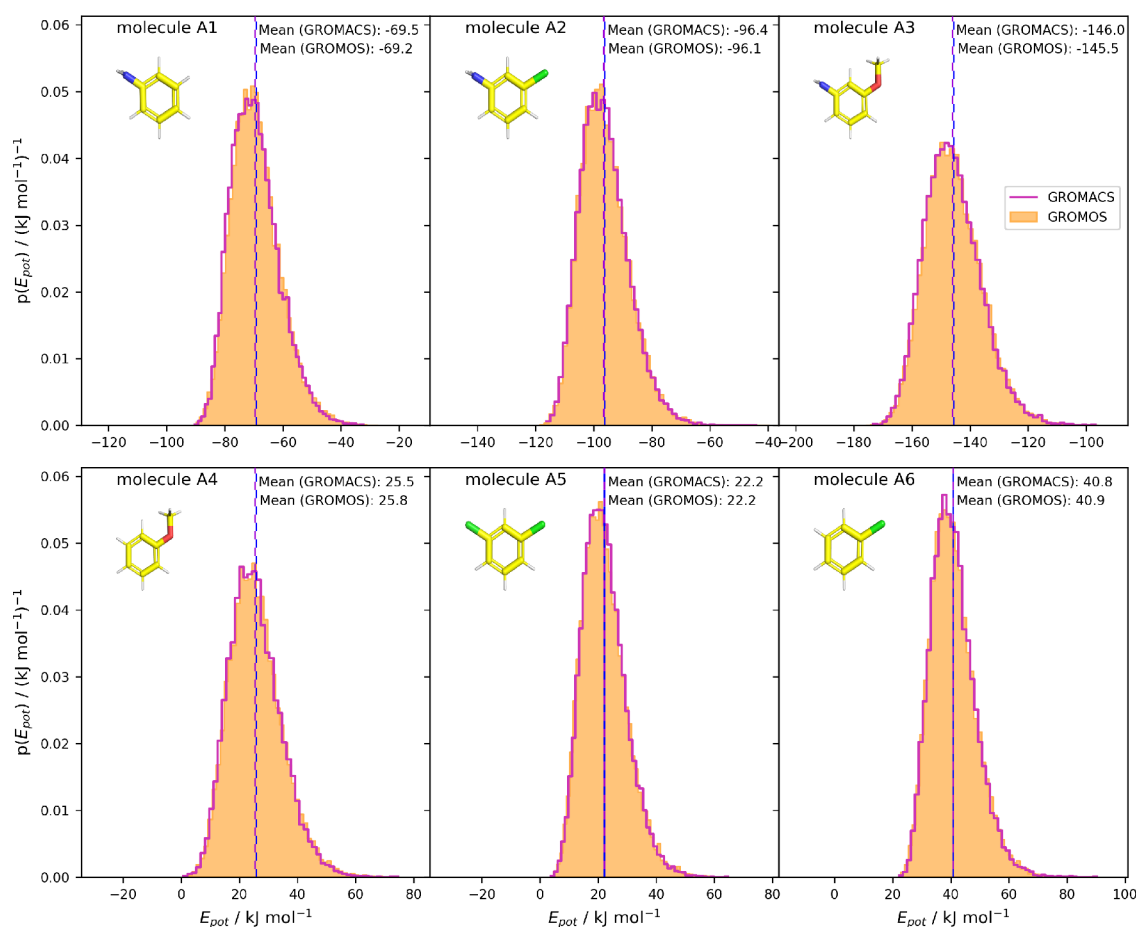 molecule A1
Mean (GROMACS): -69.5
Mean (GROMOS): -69.2
molecule A2
Mean (GROMACS): -96.4
Mean (GROMOS): -96.1
molecule A3
Mean (GROMACS): -146.0
Mean (GROMOS): -145.5
GROMACS
GROMOS
p(E_pot) / (kJ mol⁻¹)⁻¹
0.06
0.05
0.04
0.03
0.02
0.01
0.00
−120 −100 −80 −60 −40 −20
−140 −120 −100 −80 −60 −40
−200 −180 −160 −140 −120 −100
molecule A4
Mean (GROMACS): 25.5
Mean (GROMOS): 25.8
molecule A5
Mean (GROMACS): 22.2
Mean (GROMOS): 22.2
molecule A6
Mean (GROMACS): 40.8
Mean (GROMOS): 40.9
p(E_pot) / (kJ mol⁻¹)⁻¹
0.06
0.05
0.04
0.03
0.02
0.01
0.00
−20 0 20 40 60 80
−20 0 20 40 60 80
0 20 40 60 80 100
E_pot / kJ mol⁻¹
E_pot / kJ mol⁻¹
E_pot / kJ mol⁻¹